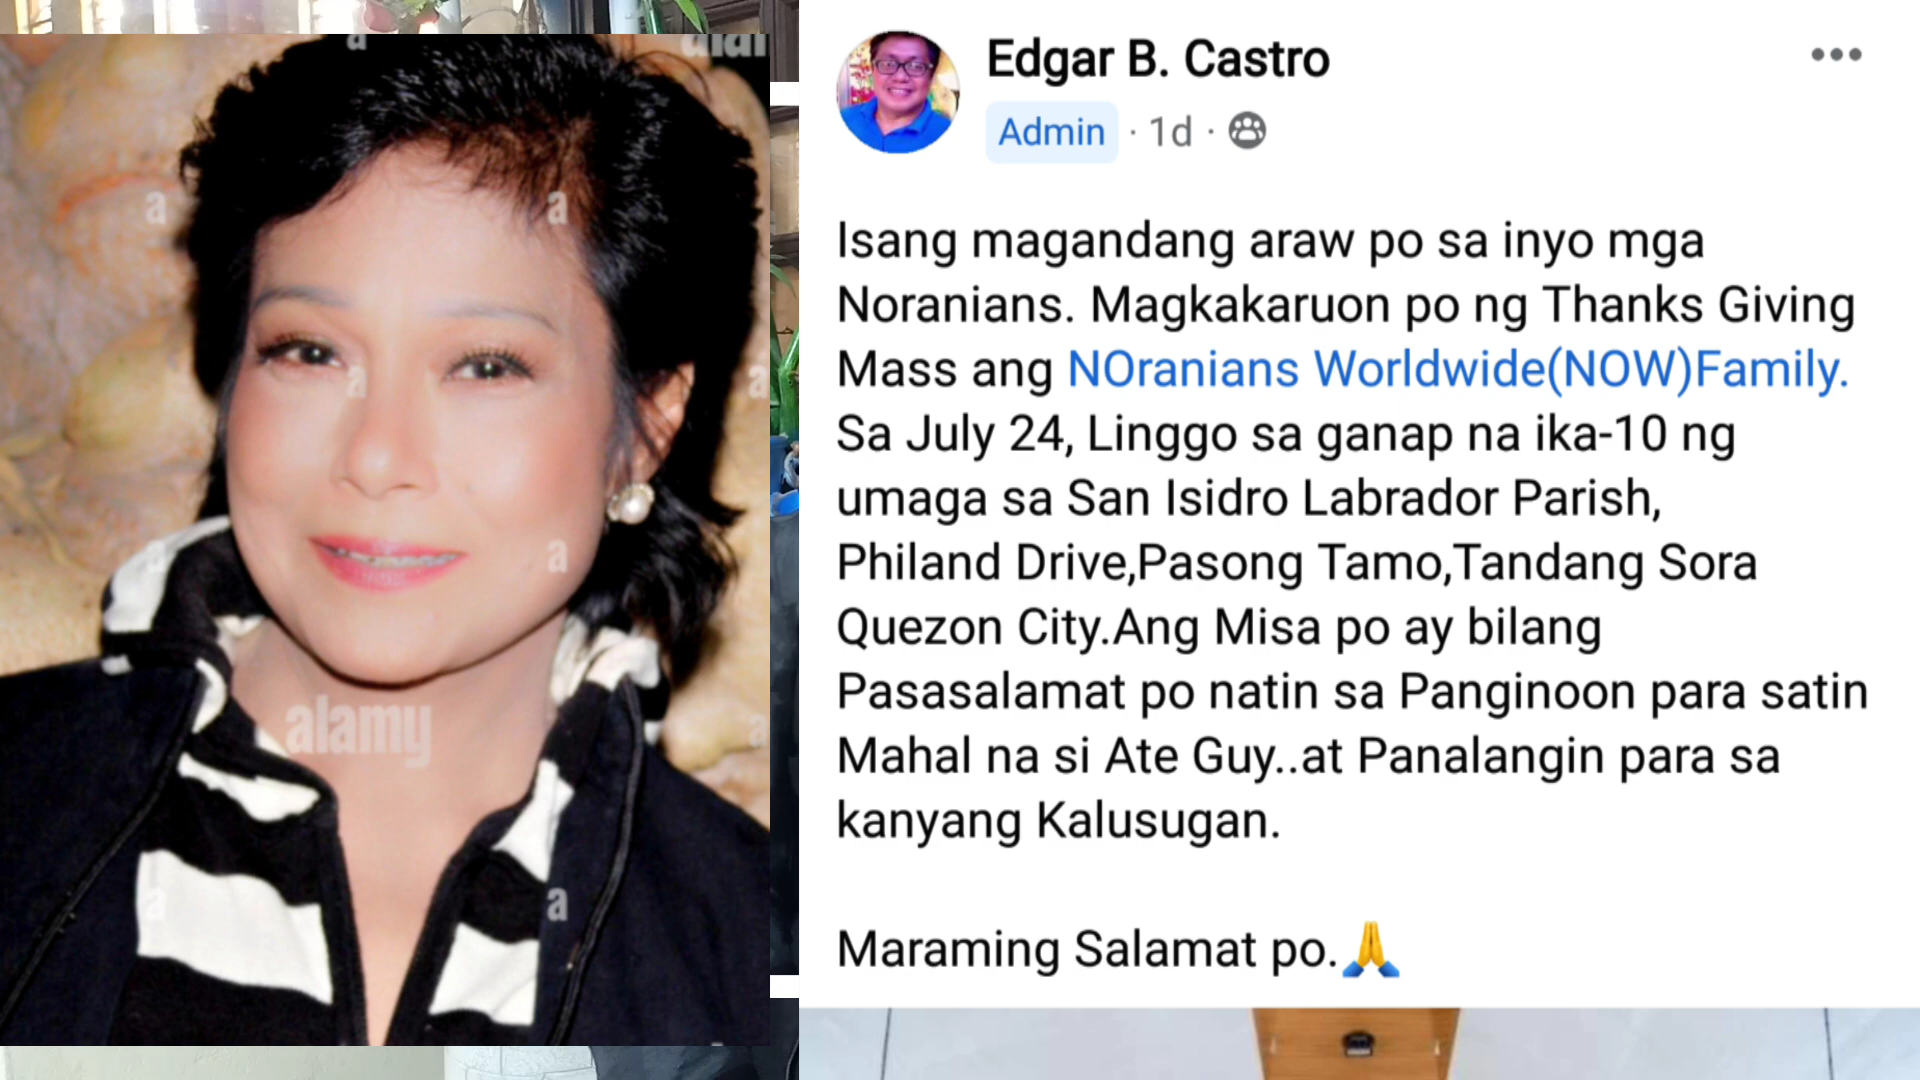 alamy
a
a
a
a
a
a
a
a
a
a
Edgar B. Castro
Admin · 1d ·
Isang magandang araw po sa inyo mga
Noranians. Magkakaruon po ng Thanks Giving
Mass ang NOranians Worldwide(NOW)Family.
Sa July 24, Linggo sa ganap na ika-10 ng
umaga sa San Isidro Labrador Parish,
Philand Drive,Pasong Tamo,Tandang Sora
Quezon City.Ang Misa po ay bilang
Pasasalamat po natin sa Panginoon para satin
Mahal na si Ate Guy..at Panalangin para sa
kanyang Kalusugan.
Maraming Salamat po.🙏